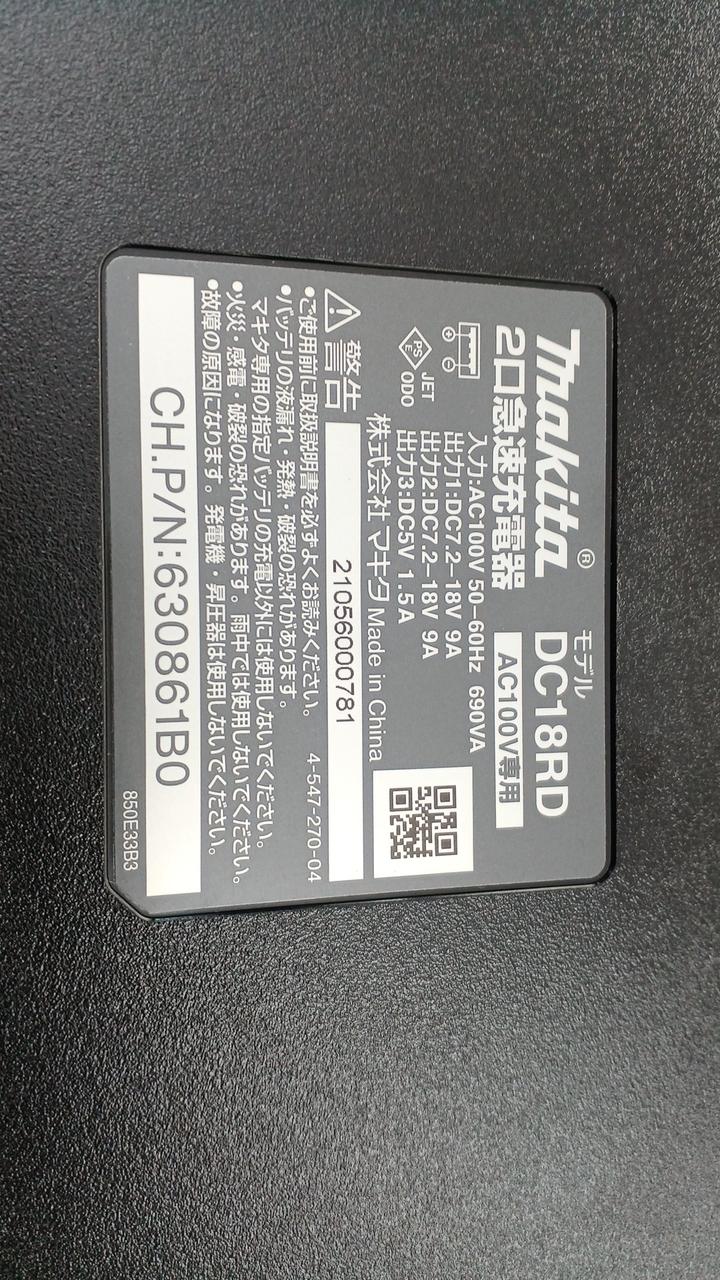 makita® モデル DC18RD
2口急速充電器 AC100V専用
入力:AC100V 50-60Hz 690VA
出力1:DC7.2-18V 9A
出力2:DC7.2-18V 9A
出力3:DC5V 1.5A
PS E JET ODO
株式会社 マキタ Made in China
警告 21056000781
●ご使用前に取扱説明書を必ずよくお読みください。 4-547-270-04
●バッテリの液漏れ・発熱・破裂の恐れがあります。
マキタ専用の指定バッテリの充電以外には使用しないでください。
●火災・感電・破裂の恐れがあります。雨中では使用しないでください。
●故障の原因になります。発電機・昇圧器は使用しないでください。
CH.P/N:630861B0
850E33B3